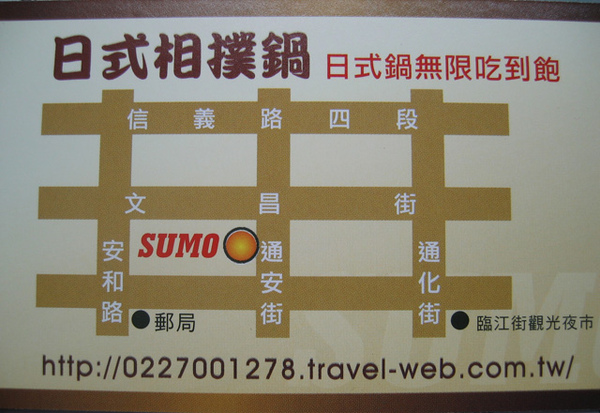 日式相撲鍋
日式鍋無限吃到飽
信義路四段
文昌街
SUMO
安和路
通安街
通化街
郵局
臨江街觀光夜市
SUMO
http://0227001278.travel-web.com.tw/